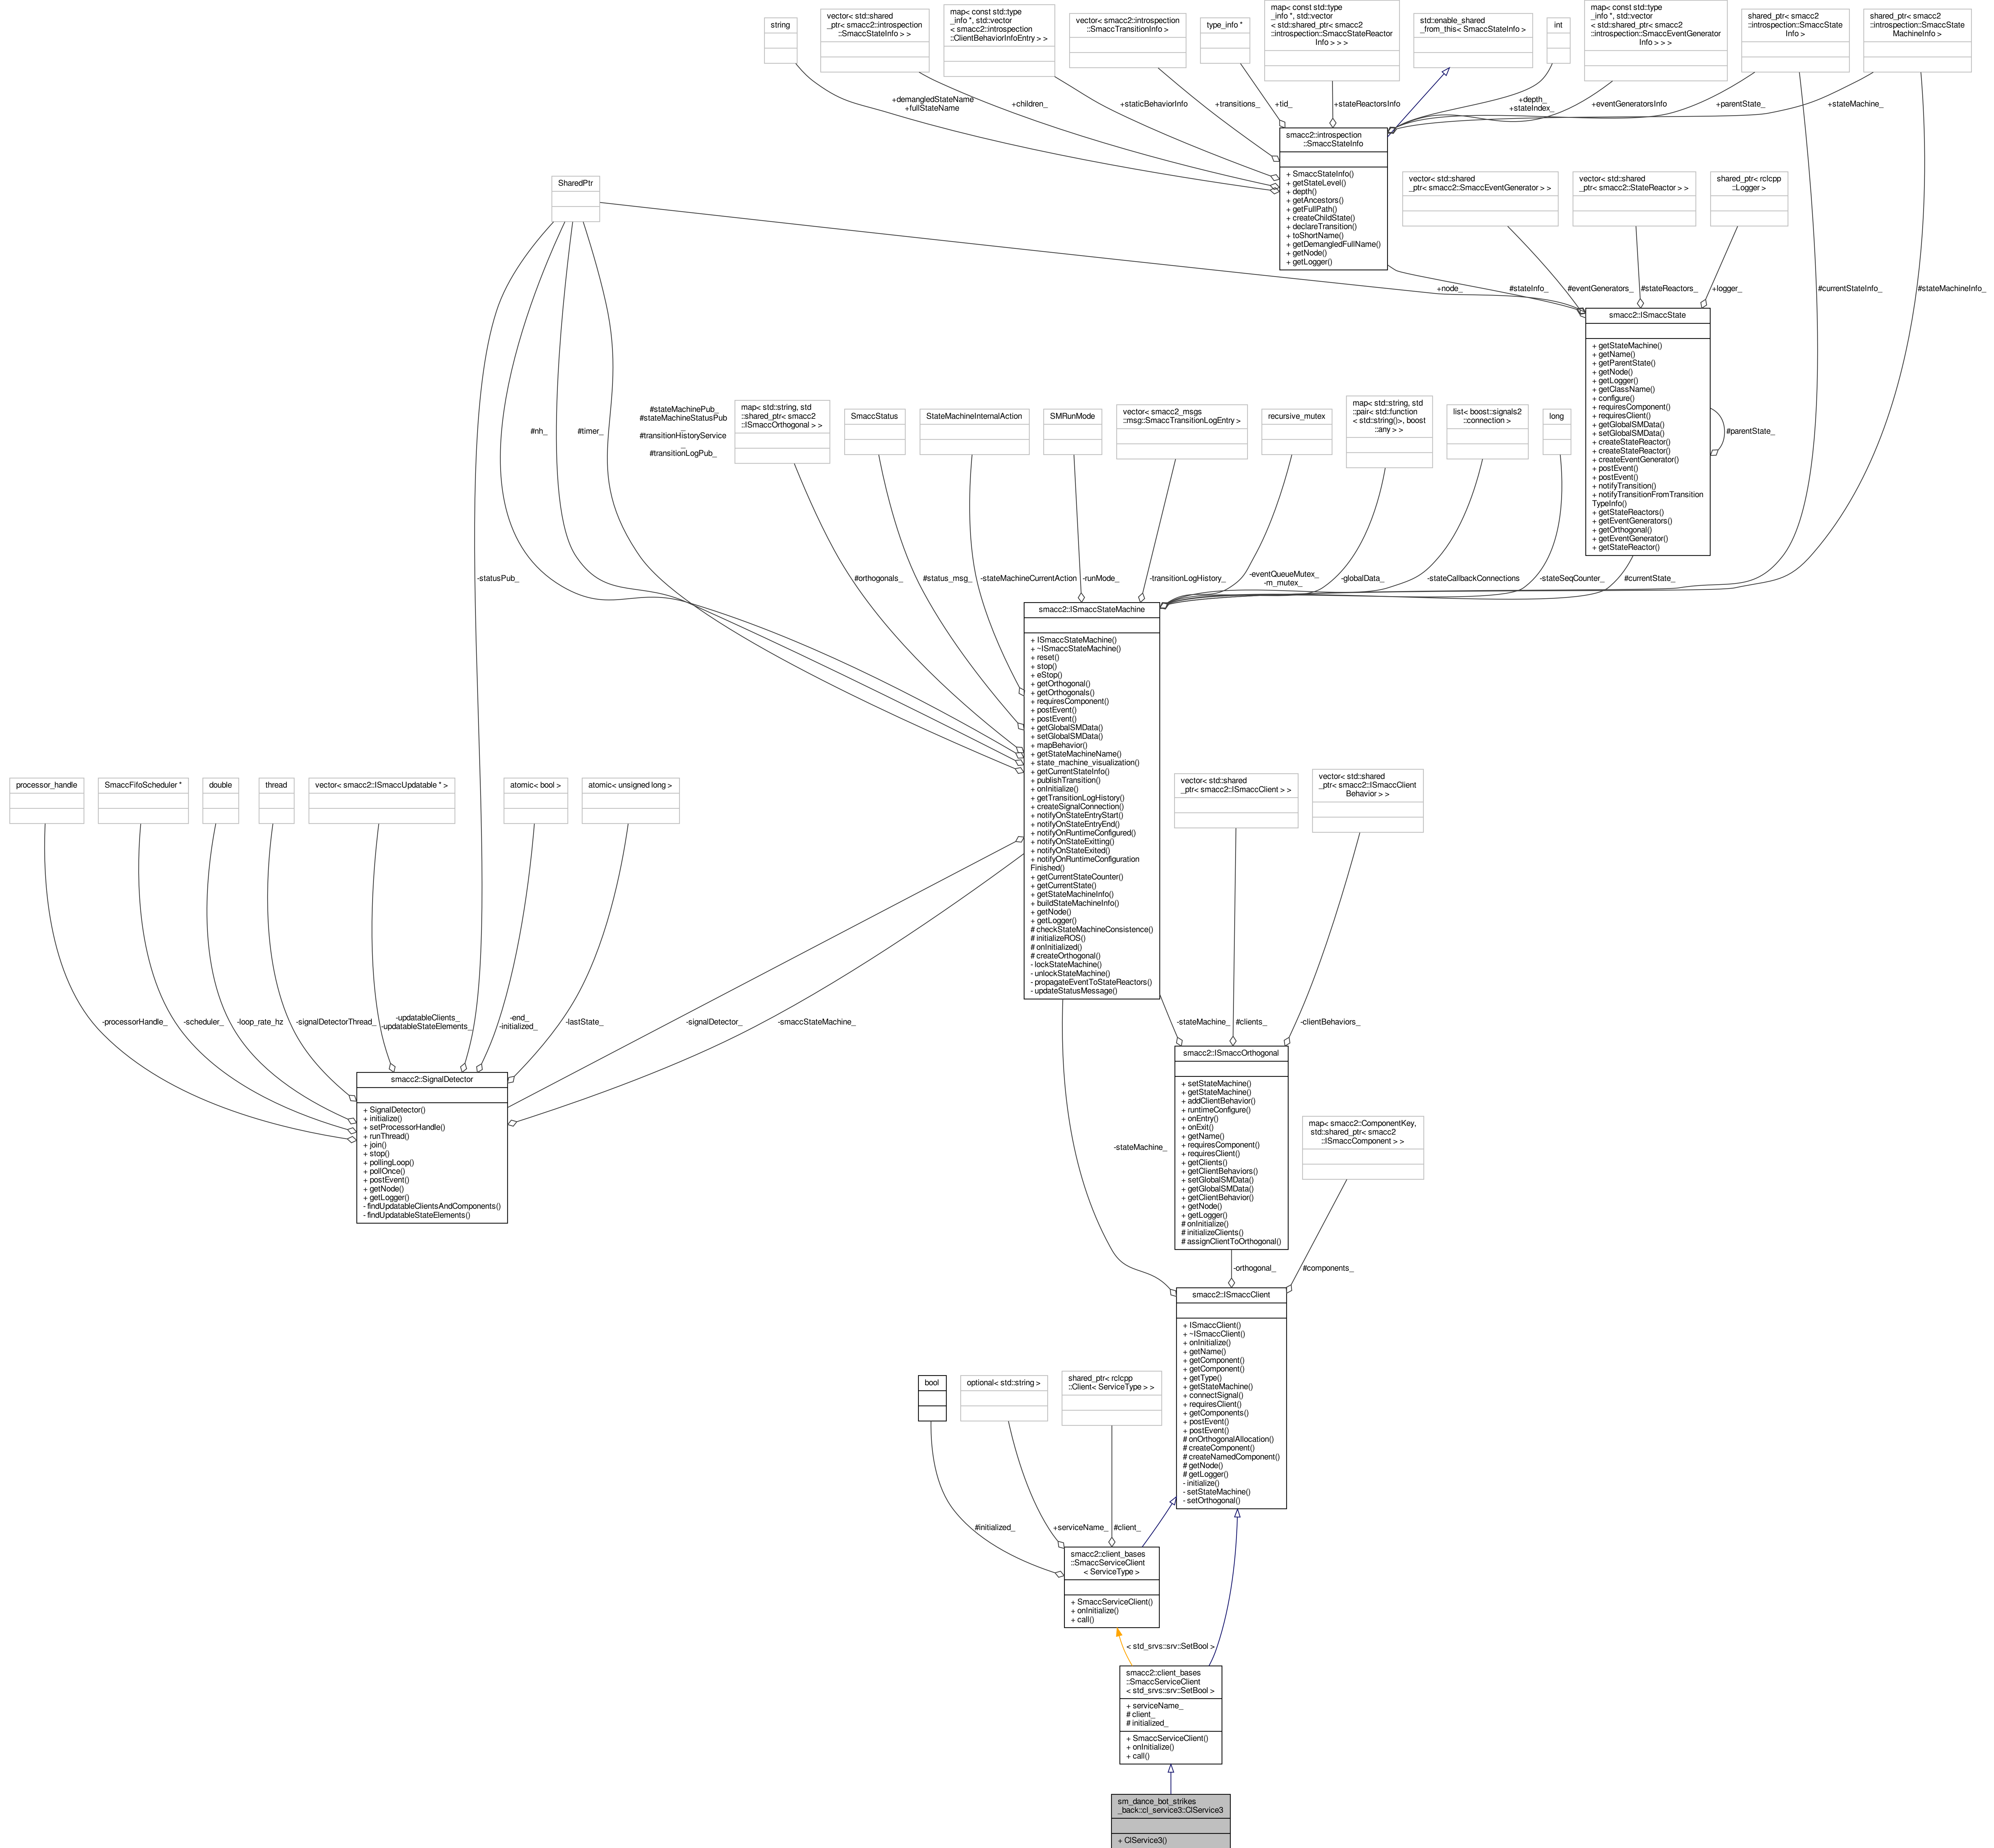 string
vector< std::shared
_ptr< smacc2::introspection
::SmaccStateInfo > >
map< const std::type
_info *, std::vector
< smacc2::introspection
::ClientBehaviorInfoEntry > >
vector< smacc2::introspection
::SmaccTransitionInfo >
type_info *
map< const std::type
_info *, std::vector
< std::shared_ptr< smacc2
::introspection::SmaccStateReactor
Info > > >
std::enable_shared
_from_this< SmaccStateInfo >
int
map< const std::type
_info *, std::vector
< std::shared_ptr< smacc2
::introspection::SmaccEventGenerator
Info > > >
shared_ptr< smacc2
::introspection::SmaccState
Info >
shared_ptr< smacc2
::introspection::Smacc
MachineInfo >
+demangledStateName
+fullStateName
+children_
+staticBehaviorInfo
+transitions_
+tid_
+stateReactorsInfo
+depth_
+stateIndex_
+eventGeneratorsInfo
+parentState_
+stateMachine_
smacc2::introspection
::SmaccStateInfo
+ SmaccStateInfo()
+ getStateLevel()
+ depth()
+ getAncestors()
+ getFullPath()
+ createChildState()
+ declareTransition()
+ toShortName()
+ getDemangledFullName()
+ getNode()
+ getLogger()
SharedPtr
vector< std::shared
_ptr< smacc2::SmaccEventGenerator > >
vector< std::shared
_ptr< smacc2::StateReactor > >
shared_ptr< rclcpp
::Logger >
+node_
#stateInfo_
#eventGenerators_
#stateReactors_
+logger_
#currentStateInfo_
#stateMachineInfo_
smacc2::ISmaccState
+ getStateMachine()
+ getName()
+ getParentState()
+ getNode()
+ getLogger()
+ getClassName()
+ configure()
+ requiresComponent()
+ requiresClient()
+ getGlobalSMData()
+ setGlobalSMData()
+ createStateReactor()
+ createStateReactor()
+ createEventGenerator()
+ postEvent()
+ postEvent()
+ notifyTransition()
+ notifyTransitionFromTransition
TypeInfo()
+ getStateReactors()
+ getEventGenerators()
+ getOrthogonal()
+ getEventGenerator()
+ getStateReactor()
#parentState_
#nh_
#timer_
#stateMachinePub_
#stateMachineStatusPub
_
#transitionHistoryService
_
#transitionLogPub_
map< std::string, std
::shared_ptr< smacc2
::ISmaccOrthogonal > >
SmaccStatus
StateMachineInternalAction
SMRunMode
vector< smacc2_msgs
::msg::SmaccTransitionLogEntry >
recursive_mutex
map< std::string, std
::pair< std::function
< std::string()>, boost
::any > >
list< boost::signals2
::connection >
long
-statusPub_
#orthogonals_
#status_msg_
-stateMachineCurrentAction
-runMode_
-transitionLogHistory_
-eventQueueMutex_
-m_mutex_
-globalData_
-stateCallbackConnections
-stateSeqCounter_
#currentState_
smacc2::ISmaccStateMachine
+ ISmaccStateMachine()
+ ~ISmaccStateMachine()
+ reset()
+ stop()
+ eStop()
+ getOrthogonal()
+ getOrthogonals()
+ requiresComponent()
+ postEvent()
+ postEvent()
+ getGlobalSMData()
+ setGlobalSMData()
+ mapBehavior()
+ getStateMachineName()
+ state_machine_visualization()
+ getCurrentStateInfo()
+ publishTransition()
+ onInitialize()
+ getTransitionLogHistory()
+ createSignalConnection()
+ notifyOnStateEntryStart()
+ notifyOnStateEntryEnd()
+ notifyOnRuntimeConfigured()
+ notifyOnStateExitting()
+ notifyOnStateExited()
+ notifyOnRuntimeConfiguration
Finished()
+ getCurrentStateCounter()
+ getCurrentState()
+ getStateMachineInfo()
+ buildStateMachineInfo()
+ getNode()
+ getLogger()
# checkStateMachineConsistence()
# initializeROS()
# onInitialized()
# createOrthogonal()
- lockStateMachine()
- unlockStateMachine()
- propagateEventToStateReactors()
- updateStatusMessage()
processor_handle
SmaccFifoScheduler *
double
thread
vector< smacc2::ISmaccUpdatable * >
atomic< bool >
atomic< unsigned long >
vector< std::shared
_ptr< smacc2::ISmaccClient > >
vector< std::shared
_ptr< smacc2::ISmaccClient
Behavior > >
-processorHandle_
-scheduler_
-loop_rate_hz
-signalDetectorThread_
-updatableClients_
-updatableStateElements_
-end_
-initialized_
-lastState_
-signalDetector_
-smaccStateMachine_
-stateMachine_
#clients_
-clientBehaviors_
smacc2::SignalDetector
+ SignalDetector()
+ initialize()
+ setProcessorHandle()
+ runThread()
+ join()
+ stop()
+ pollingLoop()
+ pollOnce()
+ postEvent()
+ getNode()
+ getLogger()
- findUpdatableClientsAndComponents()
- findUpdatableStateElements()
smacc2::ISmaccOrthogonal
+ setStateMachine()
+ getStateMachine()
+ addClientBehavior()
+ runtimeConfigure()
+ onEntry()
+ onExit()
+ getName()
+ requiresComponent()
+ requiresClient()
+ getClients()
+ getClientBehaviors()
+ setGlobalSMData()
+ getGlobalSMData()
+ getClientBehavior()
+ getNode()
+ getLogger()
# onInitialize()
# initializeClients()
# assignClientToOrthogonal()
map< smacc2::ComponentKey,
std::shared_ptr< smacc2
::ISmaccComponent > >
-stateMachine_
-orthogonal_
#components_
smacc2::ISmaccClient
+ ISmaccClient()
+ ~ISmaccClient()
+ onInitialize()
+ getName()
+ getComponent()
+ getComponent()
+ getType()
+ getStateMachine()
+ connectSignal()
+ requiresClient()
+ getComponents()
+ postEvent()
+ postEvent()
# onOrthogonalAllocation()
# createComponent()
# createNamedComponent()
# getNode()
# getLogger()
- initialize()
- setStateMachine()
- setOrthogonal()
bool
optional< std::string >
shared_ptr< rclcpp
::Client< ServiceType > >
#initialized_
+serviceName_
#client_
smacc2::client_bases
::SmaccServiceClient
< ServiceType >
+ SmaccServiceClient()
+ onInitialize()
+ call()
< std_srvs::srv::SetBool >
smacc2::client_bases
::SmaccServiceClient
< std_srvs::srv::SetBool >
+ serviceName_
# client_
# initialized_
+ SmaccServiceClient()
+ onInitialize()
+ call()
sm_dance_bot_strikes
_back::cl_service3::ClService3
+ ClService3()